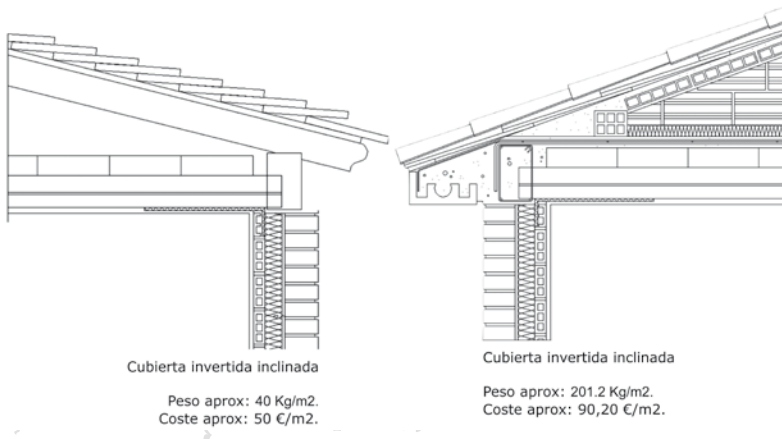 Cubierta invertida inclinada
Peso aprox: 40 Kg/m2.
Coste aprox: 50 €/m2.
Cubierta invertida inclinada
Peso aprox: 201.2 Kg/m2.
Coste aprox: 90,20 €/m2.